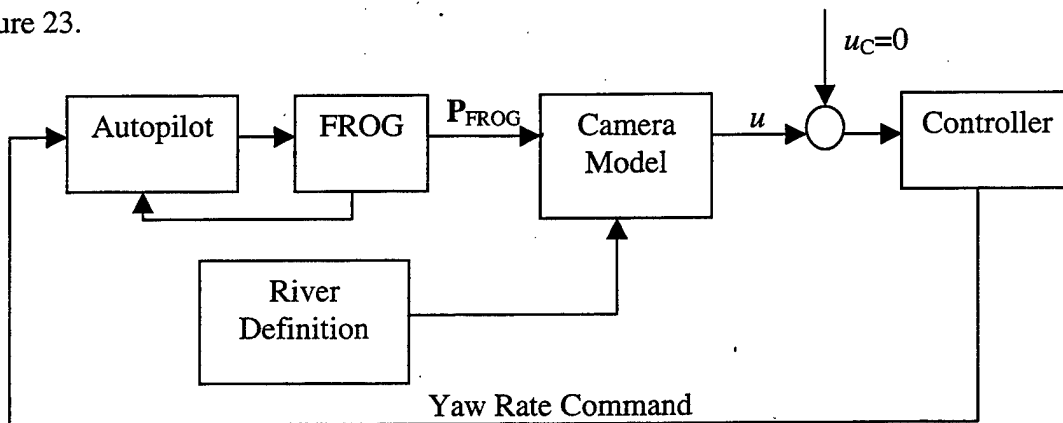 ure 23.
u_C=0
Autopilot
FROG
P_FROG
Camera
Model
u
Controller
River
Definition
Yaw Rate Command